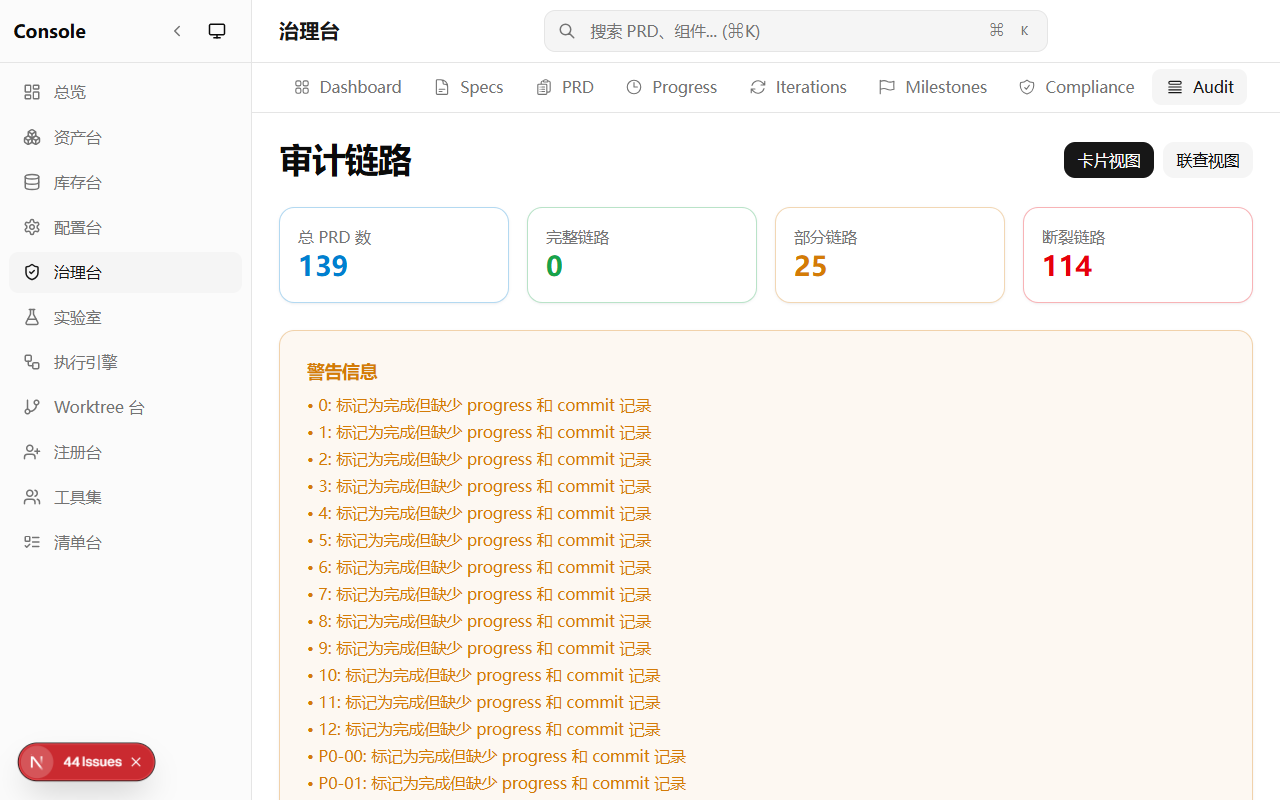 Console
治理台
搜索 PRD、组件... (⌘K)
⌘ K
总览
资产台
库存台
配置台
治理台
实验室
执行引擎
Worktree 台
注册台
工具集
清单台
Dashboard
Specs
PRD
Progress
Iterations
Milestones
Compliance
Audit
审计链路
卡片视图
联查视图
总 PRD 数
139
完整链路
0
部分链路
25
断裂链路
114
警告信息
• 0: 标记为完成但缺少 progress 和 commit 记录
• 1: 标记为完成但缺少 progress 和 commit 记录
• 2: 标记为完成但缺少 progress 和 commit 记录
• 3: 标记为完成但缺少 progress 和 commit 记录
• 4: 标记为完成但缺少 progress 和 commit 记录
• 5: 标记为完成但缺少 progress 和 commit 记录
• 6: 标记为完成但缺少 progress 和 commit 记录
• 7: 标记为完成但缺少 progress 和 commit 记录
• 8: 标记为完成但缺少 progress 和 commit 记录
• 9: 标记为完成但缺少 progress 和 commit 记录
• 10: 标记为完成但缺少 progress 和 commit 记录
• 11: 标记为完成但缺少 progress 和 commit 记录
• 12: 标记为完成但缺少 progress 和 commit 记录
• P0-00: 标记为完成但缺少 progress 和 commit 记录
• P0-01: 标记为完成但缺少 progress 和 commit 记录
N 44 Issues